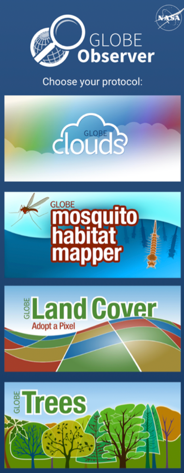 NASA
GLOBE
Observer
Choose your protocol:
GLOBE
clouds
GLOBE
mosquito
habitat
mapper
GLOBE
Land Cover
Adopt a Pixel
GLOBE
Trees